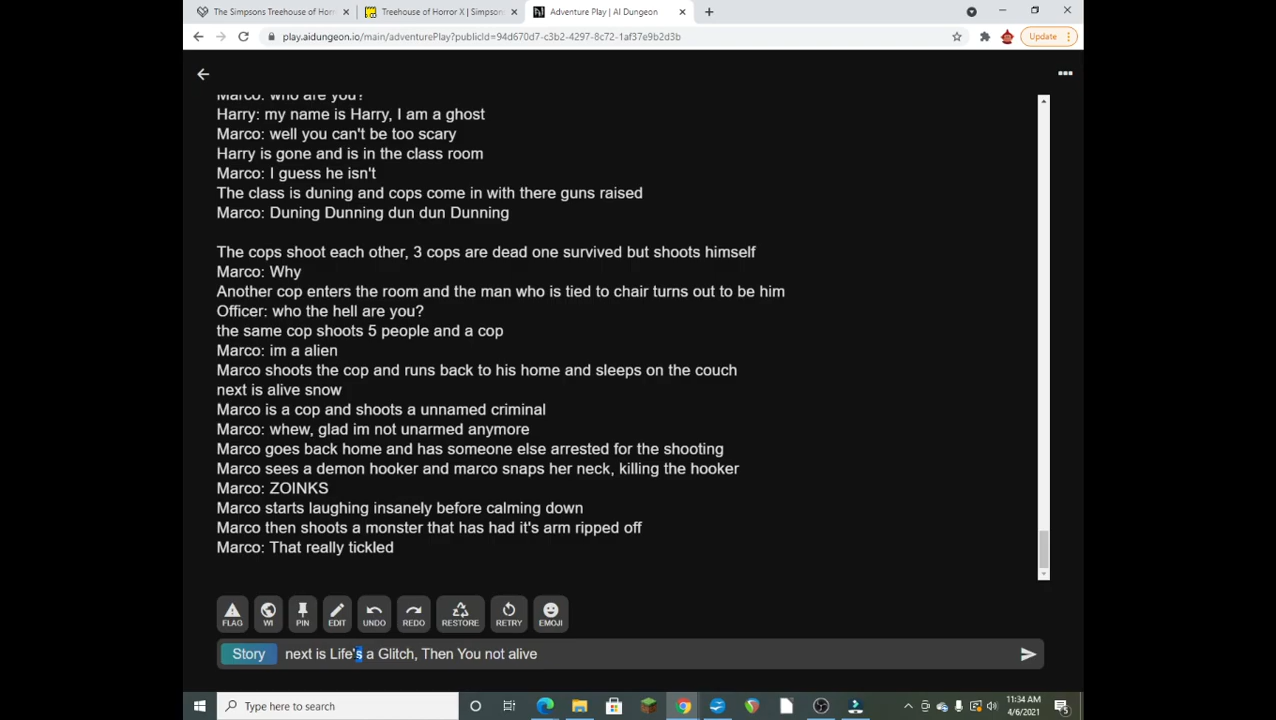 The Simpsons Treehouse of Hor
Treehouse of Horror X | Simpsons
Adventure Play | AI Dungeon
play.aidungeon.io/main/adventurePlay?publicId=94d670d7-c3b2-4297-8c72-1af37e9b2d3b
Update
Marco: who are you?
Harry: my name is Harry, I am a ghost
Marco: well you can't be too scary
Harry is gone and is in the class room
Marco: I guess he isn't
The class is duning and cops come in with there guns raised
Marco: Duning Dunning dun dun Dunning
The cops shoot each other, 3 cops are dead one survived but shoots himself
Marco: Why
Another cop enters the room and the man who is tied to chair turns out to be him
Officer: who the hell are you?
the same cop shoots 5 people and a cop
Marco: im a alien
Marco shoots the cop and runs back to his home and sleeps on the couch
next is alive snow
Marco is a cop and shoots a unnamed criminal
Marco: whew, glad im not unarmed anymore
Marco goes back home and has someone else arrested for the shooting
Marco sees a demon hooker and marco snaps her neck, killing the hooker
Marco: ZOINKS
Marco starts laughing insanely before calming down
Marco then shoots a monster that has had it's arm ripped off
Marco: That really tickled
FLAG WI PIN EDIT UNDO REDO RESTORE RETRY EMOJI
Story next is Life's a Glitch, Then You not alive
Type here to search
11:34 AM
4/6/2021
5